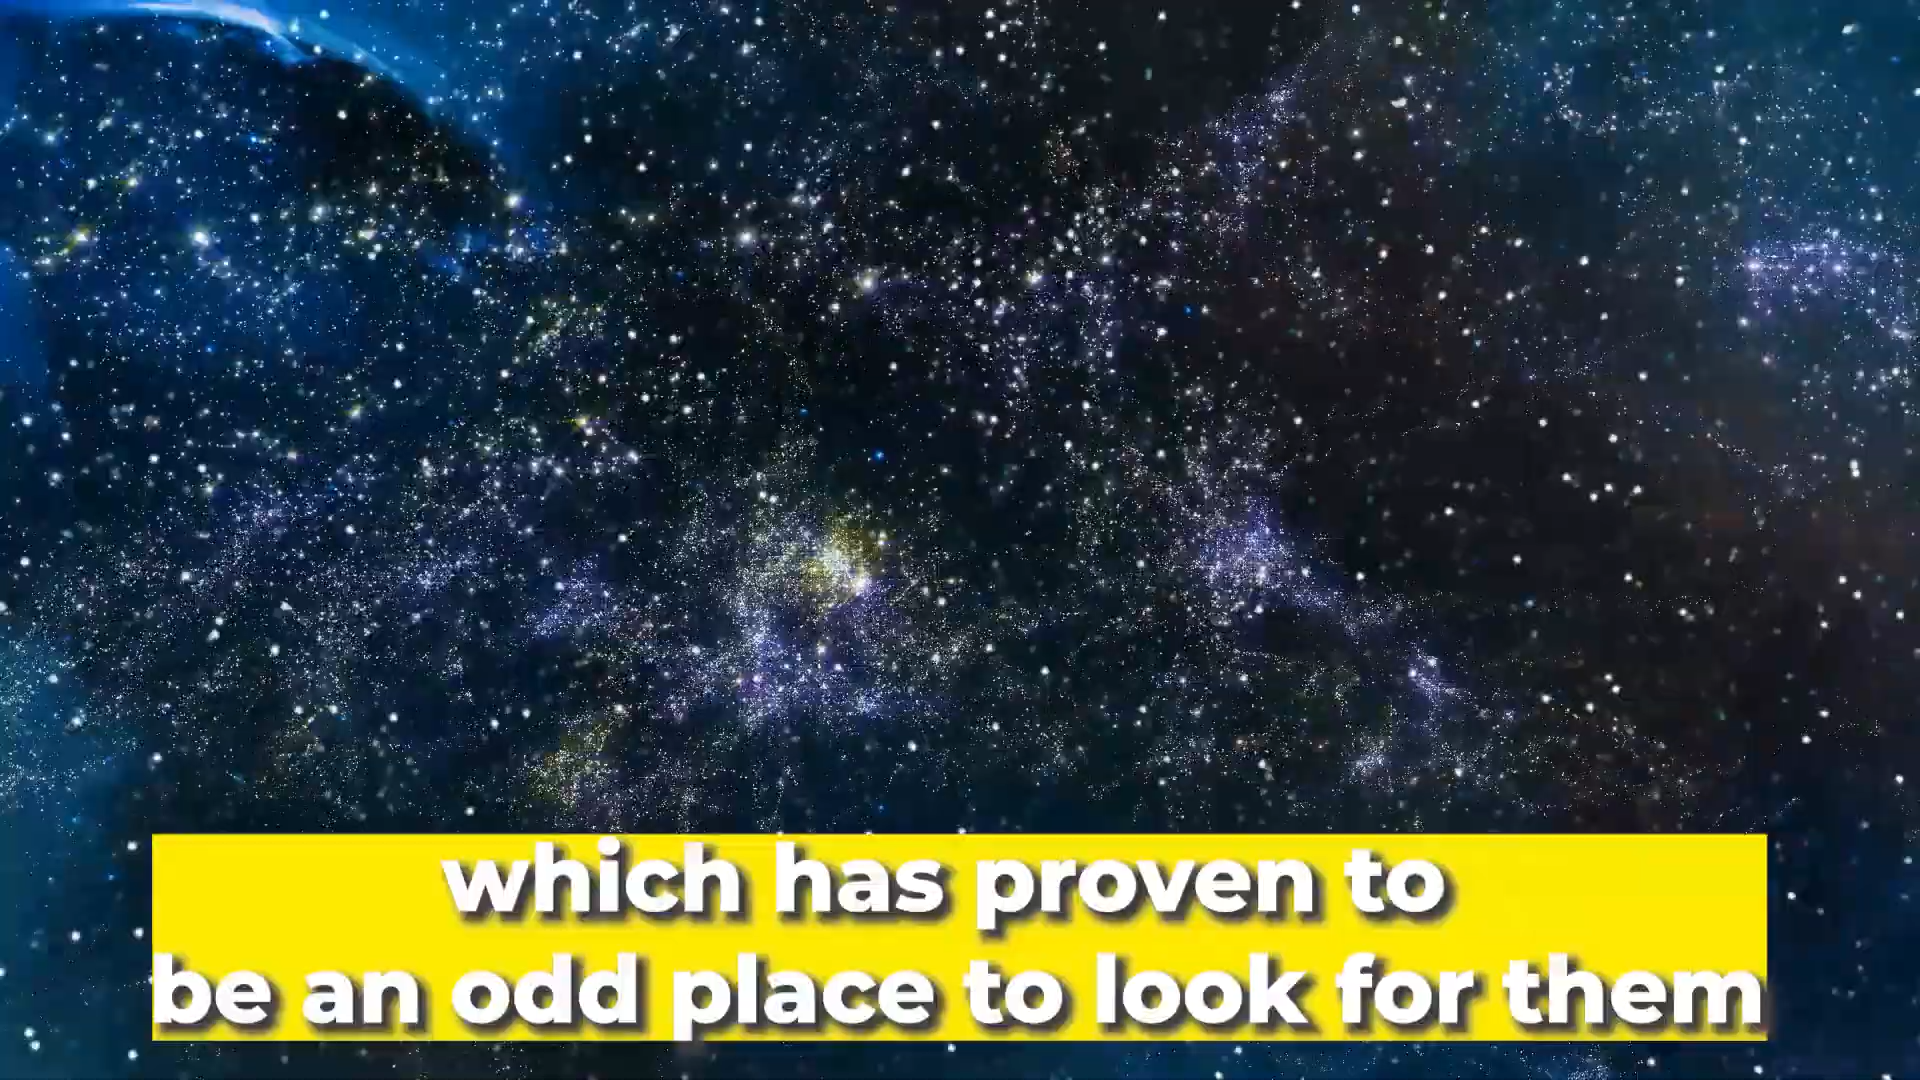 which has proven to
be an odd place to look for them